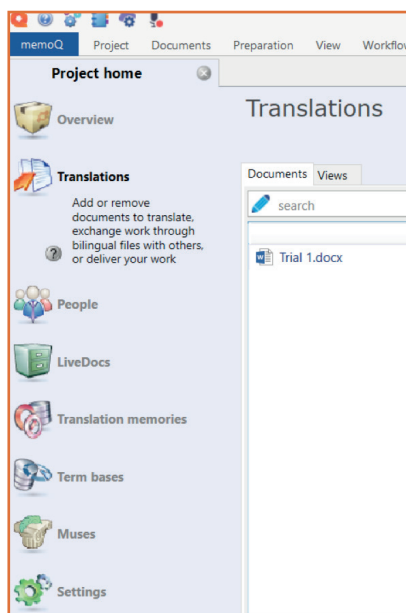 memoQ Project Documents Preparation View Workflow
Project home
Overview
Translations
Add or remove
documents to translate,
exchange work through
bilingual files with others,
or deliver your work
People
LiveDocs
Translation memories
Term bases
Muses
Settings
Translations
Documents Views
search
Trial 1.docx